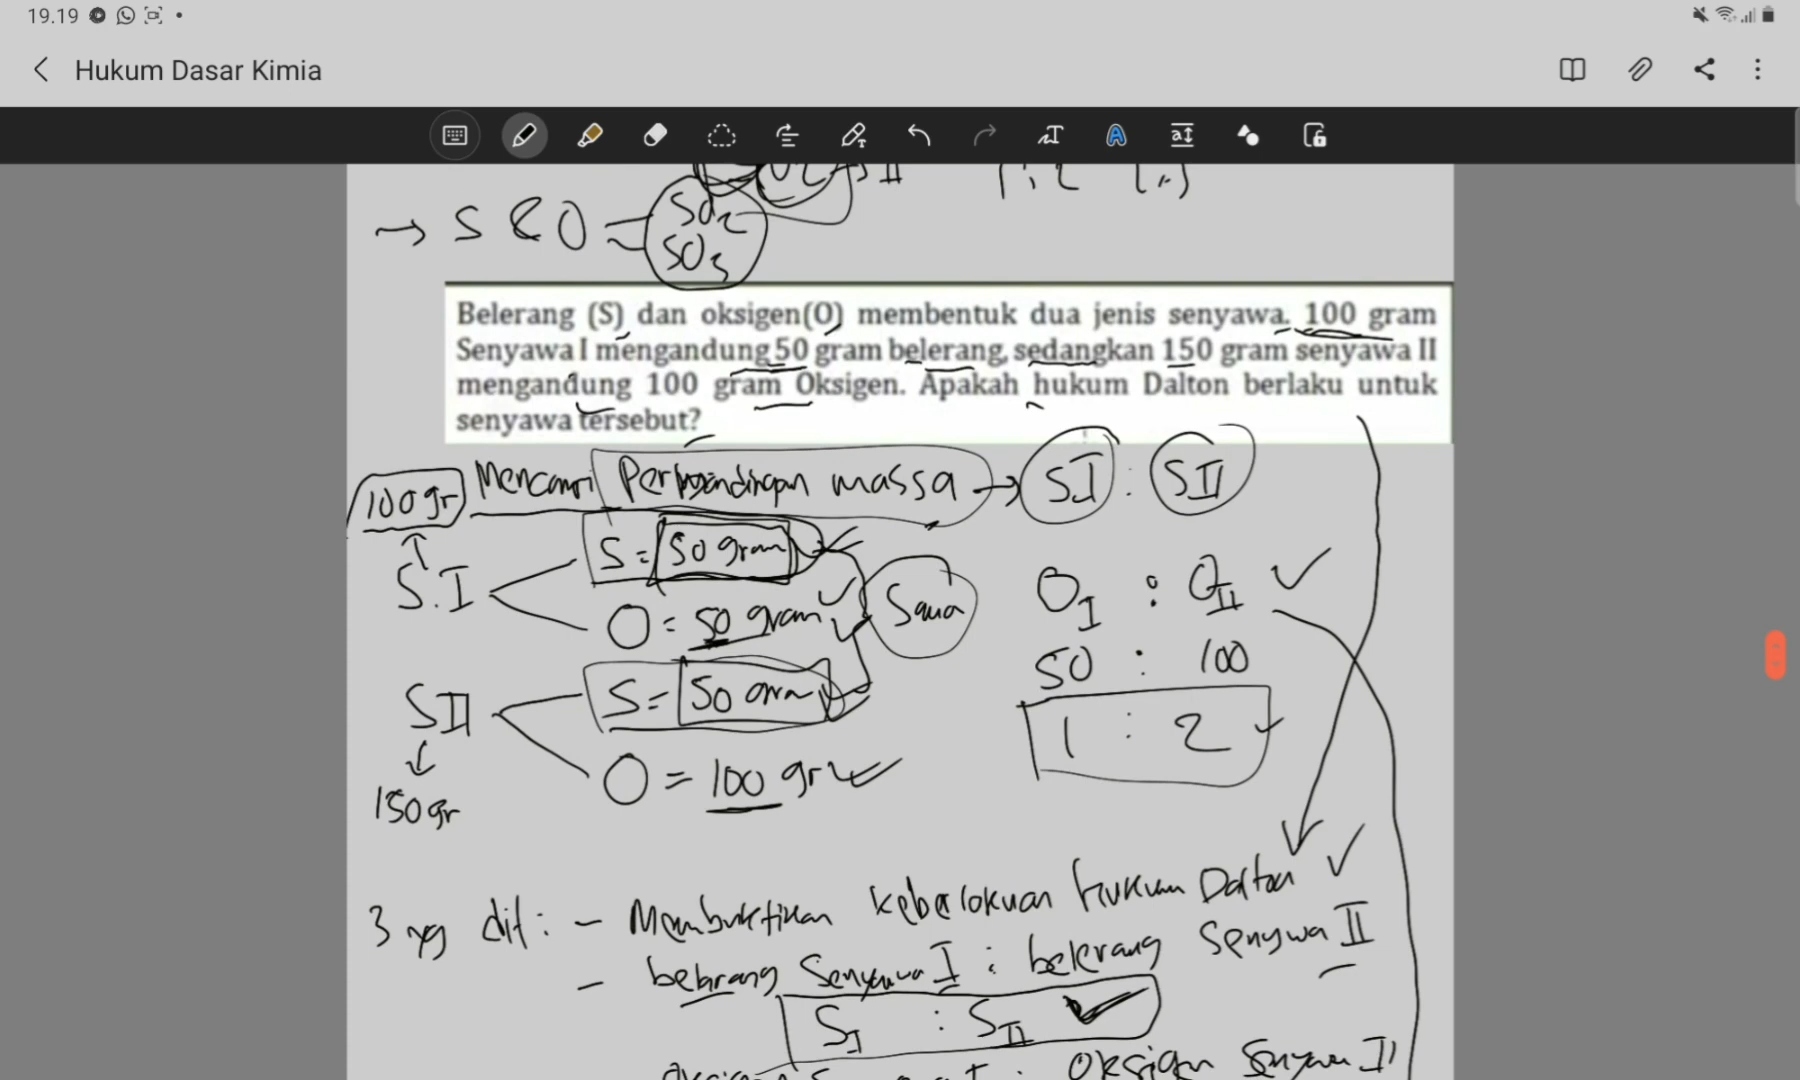 19.19
Hukum Dasar Kimia
→ S & O = SO2
SO3
Belerang (S) dan oksigen(O) membentuk dua jenis senyawa. 100 gram
Senyawa I mengandung 50 gram belerang, sedangkan 150 gram senyawa II
mengandung 100 gram Oksigen. Apakah hukum Dalton berlaku untuk
senyawa tersebut?
100 gr Mencari Perbandingan massa → SI : SII
S.I S = 50 gram
O = 50 gram
Sama
OI : OII
50 : 100
SII S = 50 gram
1 : 2
O = 100 gr
150 gr
3 yg dit : - Membuktikan keberlakuan hukum Dalton
- belerang Senyawa I : belerang Senyawa II
SI : SII
Oksigen Senyawa II